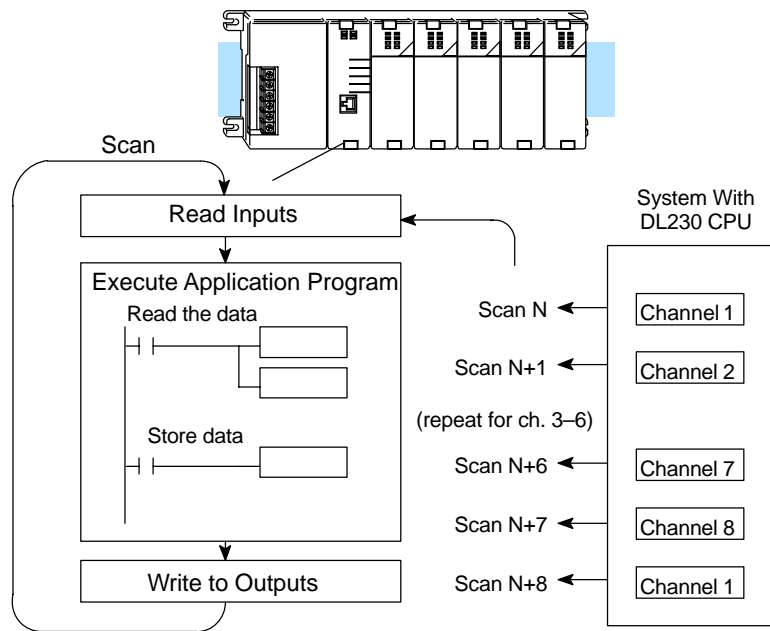 Scan
Read Inputs
Execute Application Program
Read the data
Store data
Write to Outputs
System With
DL230 CPU
Scan N
Channel 1
Scan N+1
Channel 2
(repeat for ch. 3–6)
Scan N+6
Channel 7
Scan N+7
Channel 8
Scan N+8
Channel 1